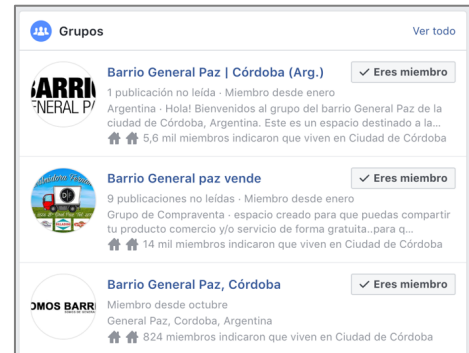 Grupos Ver todo
ARRI
ENERAL PA
Barrio General Paz | Córdoba (Arg.) ✓ Eres miembro
1 publicación no leída · Miembro desde enero
Argentina · Hola! Bienvenidos al grupo del barrio General Paz de la
ciudad de Córdoba, Argentina. Este es un espacio destinado a la...
5,6 mil miembros indicaron que viven en Ciudad de Córdoba
Barrio General paz vende ✓ Eres miembro
9 publicaciones no leídas · Miembro desde enero
Grupo de Compraventa · espacio creado para que puedas compartir
tu producto comercio y/o servicio de forma gratuita..para q...
14 mil miembros indicaron que viven en Ciudad de Córdoba
OMOS BARRI
Barrio General Paz, Córdoba ✓ Eres miembro
Miembro desde octubre
General Paz, Cordoba, Argentina
824 miembros indicaron que viven en Ciudad de Córdoba